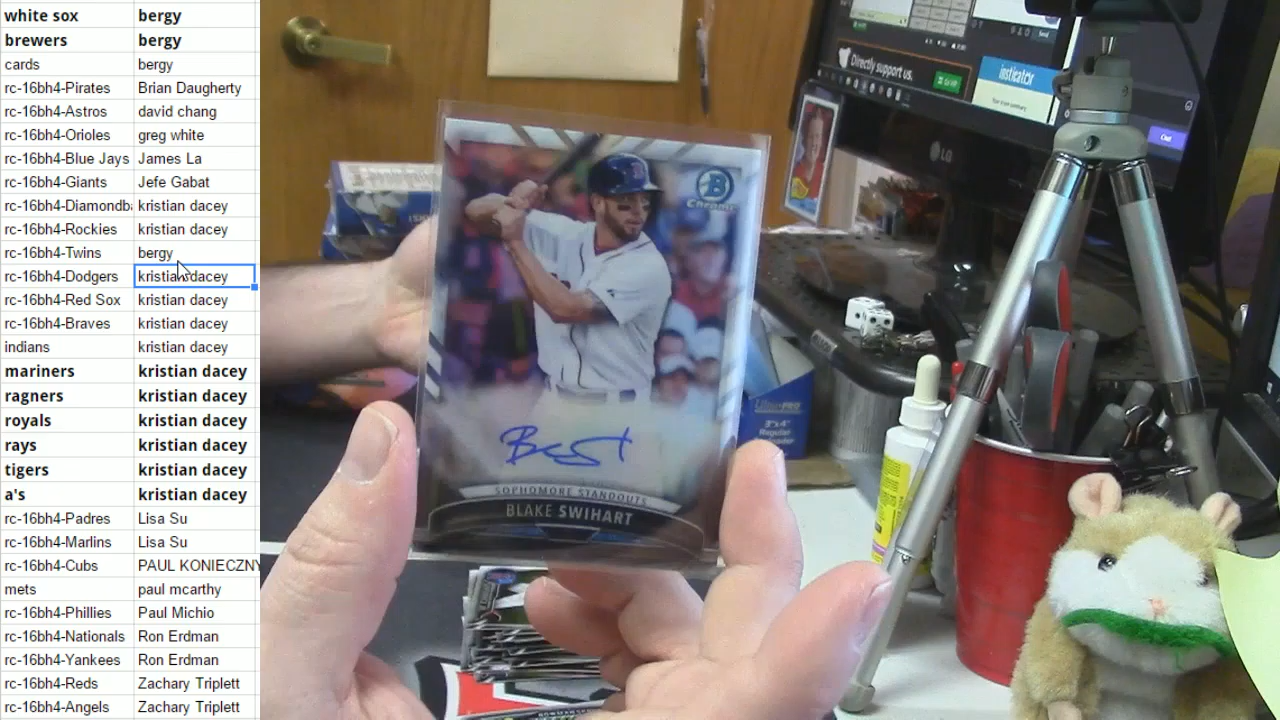 white sox bergy
brewers bergy
cards bergy
rc-16bh4-Pirates Brian Daugherty
rc-16bh4-Astros david chang
rc-16bh4-Orioles greg white
rc-16bh4-Blue Jays James La
rc-16bh4-Giants Jefe Gabat
rc-16bh4-Diamondba kristian dacey
rc-16bh4-Rockies kristian dacey
rc-16bh4-Twins bergy
rc-16bh4-Dodgers kristian dacey
rc-16bh4-Red Sox kristian dacey
rc-16bh4-Braves kristian dacey
indians kristian dacey
mariners kristian dacey
ragners kristian dacey
royals kristian dacey
rays kristian dacey
tigers kristian dacey
a's kristian dacey
rc-16bh4-Padres Lisa Su
rc-16bh4-Marlins Lisa Su
rc-16bh4-Cubs PAUL KONIECZNY
mets paul mcarthy
rc-16bh4-Phillies Paul Michio
rc-16bh4-Nationals Ron Erdman
rc-16bh4-Yankees Ron Erdman
rc-16bh4-Reds Zachary Triplett
rc-16bh4-Angels Zachary Triplett
B
Chrome
SOPHOMORE STANDOUTS
BLAKE SWIHART
Directly support us.
insticator
LG
Ultra-PRO
3"x4"
Regular